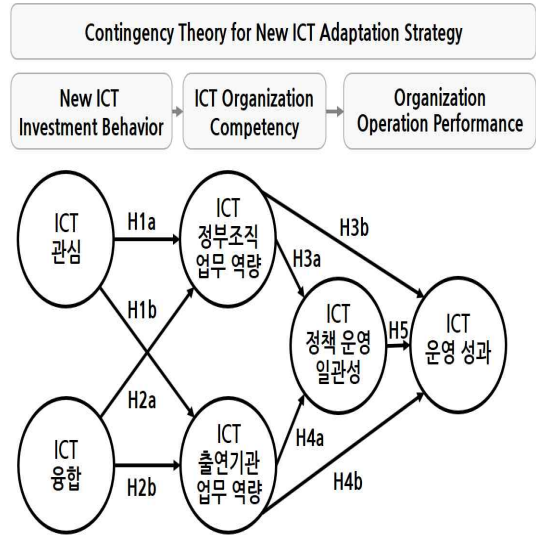 Contingency Theory for New ICT Adaptation Strategy
New ICT
Investment Behavior
ICT Organization
Competency
Organization
Operation Performance
ICT
관심
H1a
ICT
정부조직
업무 역량
H3b
H3a
H1b
ICT
정책 운영
일관성
H5
ICT
운영 성과
H2a
ICT
융합
H2b
ICT
출연기관
업무 역량
H4a
H4b